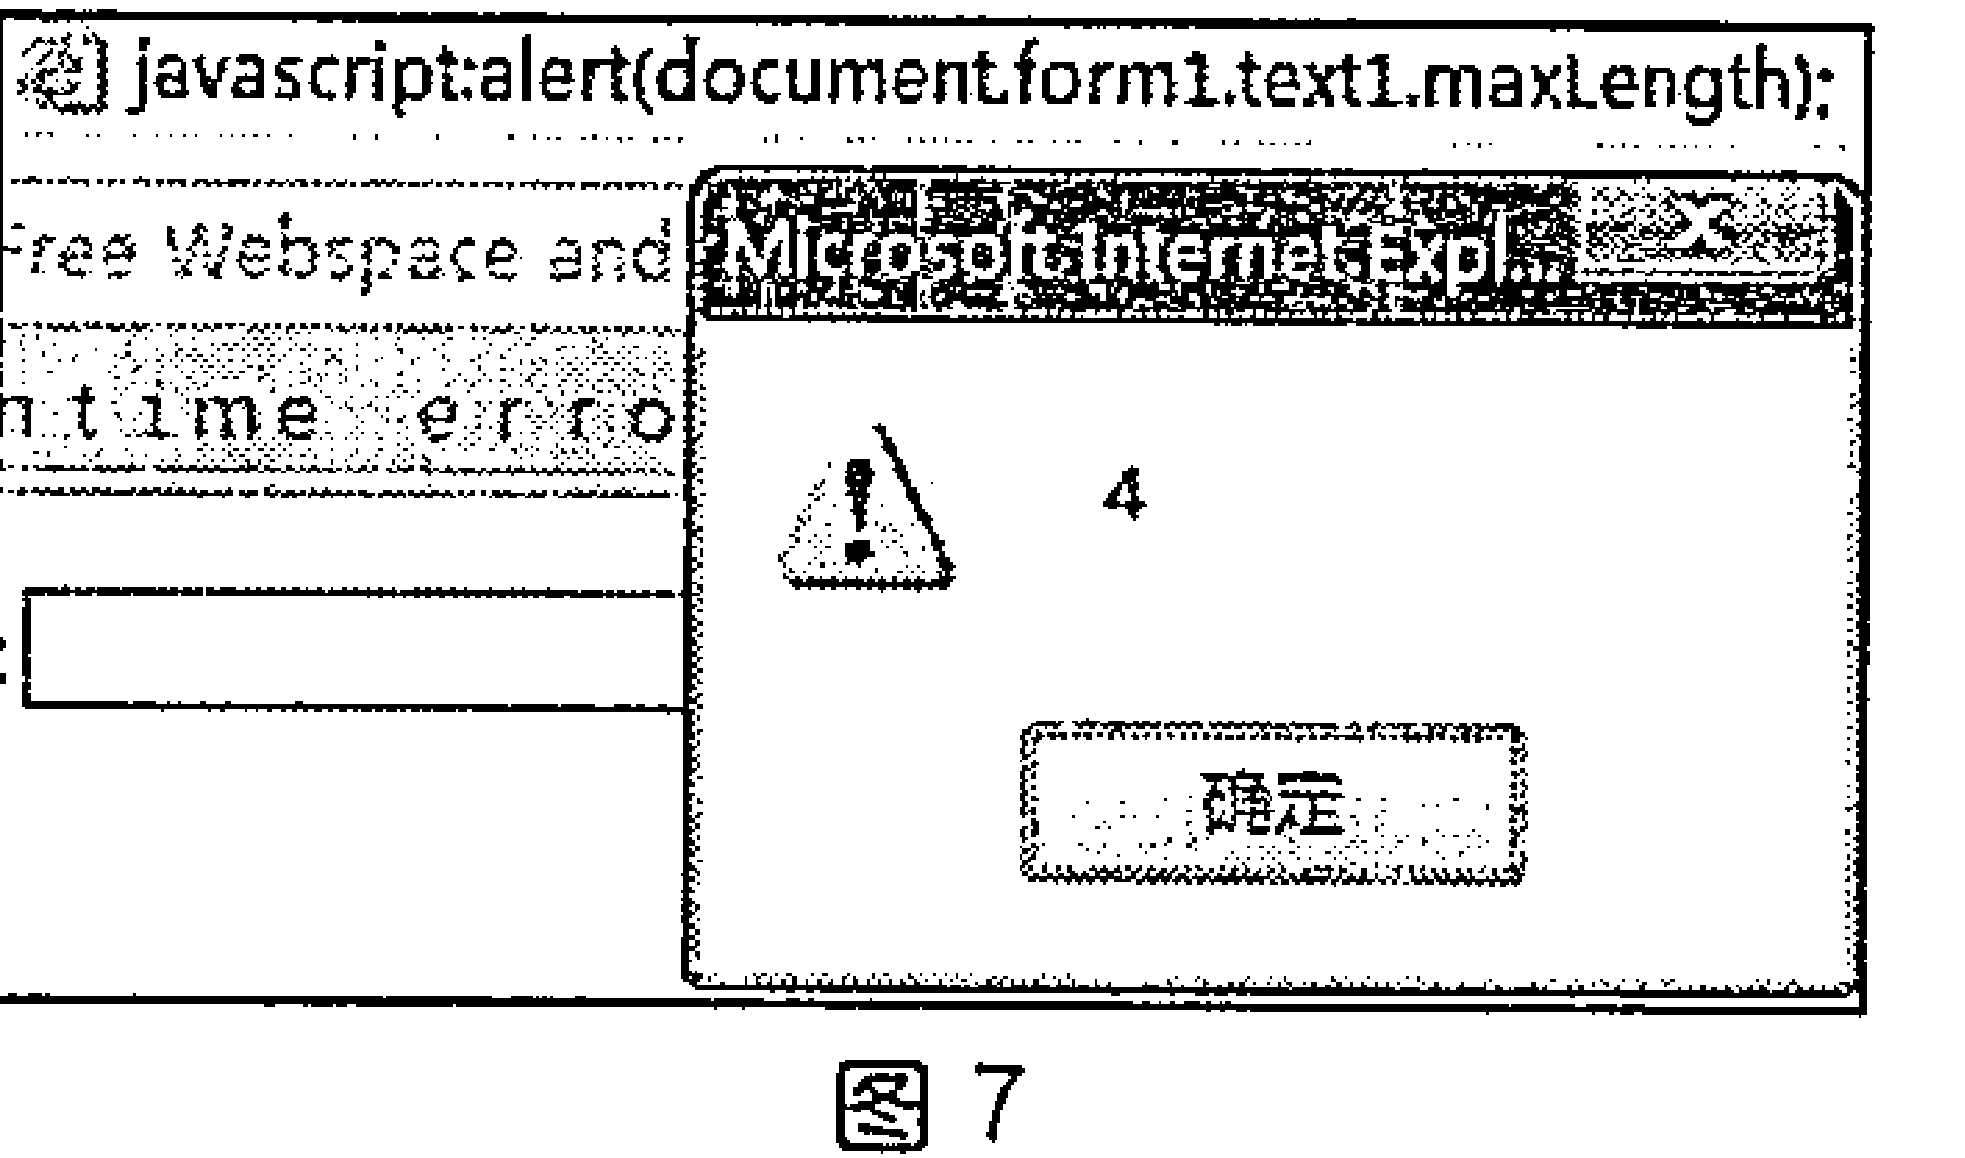 javascript:alert(document.form1.text1.maxLength);
Free Webspace and
Microsoft Internet Expl...
X
ntime erro
4
:
确定
图 7